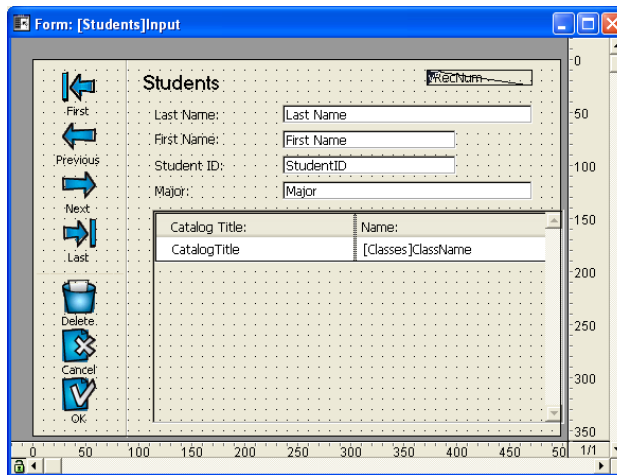 Form: [Students]Input
Students
vRecNum
First
Previous
Next
Last
Delete
Cancel
OK
Last Name: Last Name
First Name: First Name
Student ID: StudentID
Major: Major
Catalog Title: Name:
CatalogTitle [Classes]ClassName
0
50
100
150
200
250
300
350
0 50 100 150 200 250 300 350 400 450 500 1/1